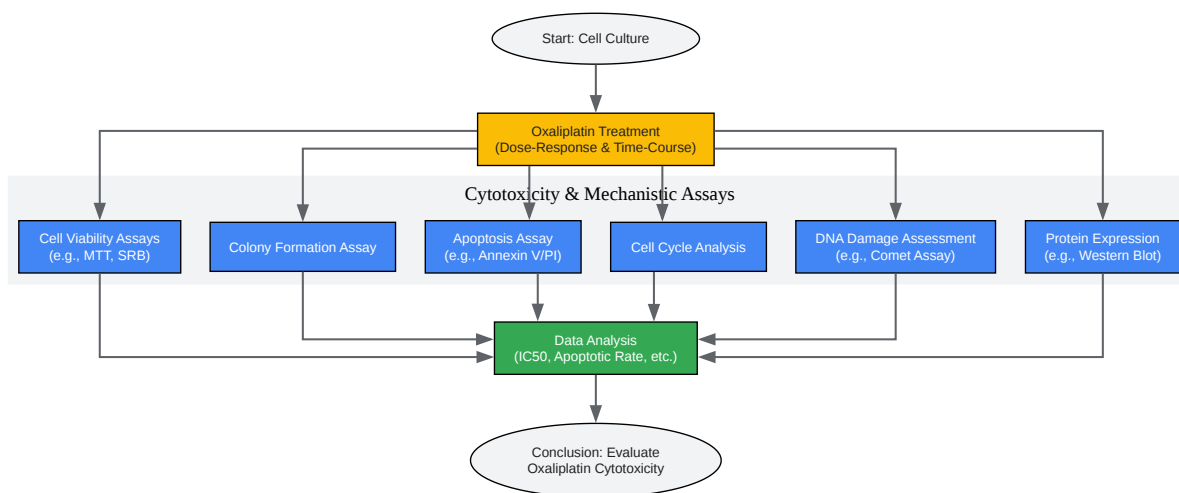 Start: Cell Culture
Oxaliplatin Treatment
(Dose-Response & Time-Course)
Cytotoxicity & Mechanistic Assays
Cell Viability Assays
(e.g., MTT, SRB)
Colony Formation Assay
Apoptosis Assay
(e.g., Annexin V/PI)
Cell Cycle Analysis
DNA Damage Assessment
(e.g., Comet Assay)
Protein Expression
(e.g., Western Blot)
Data Analysis
(IC50, Apoptotic Rate, etc.)
Conclusion: Evaluate
Oxaliplatin Cytotoxicity